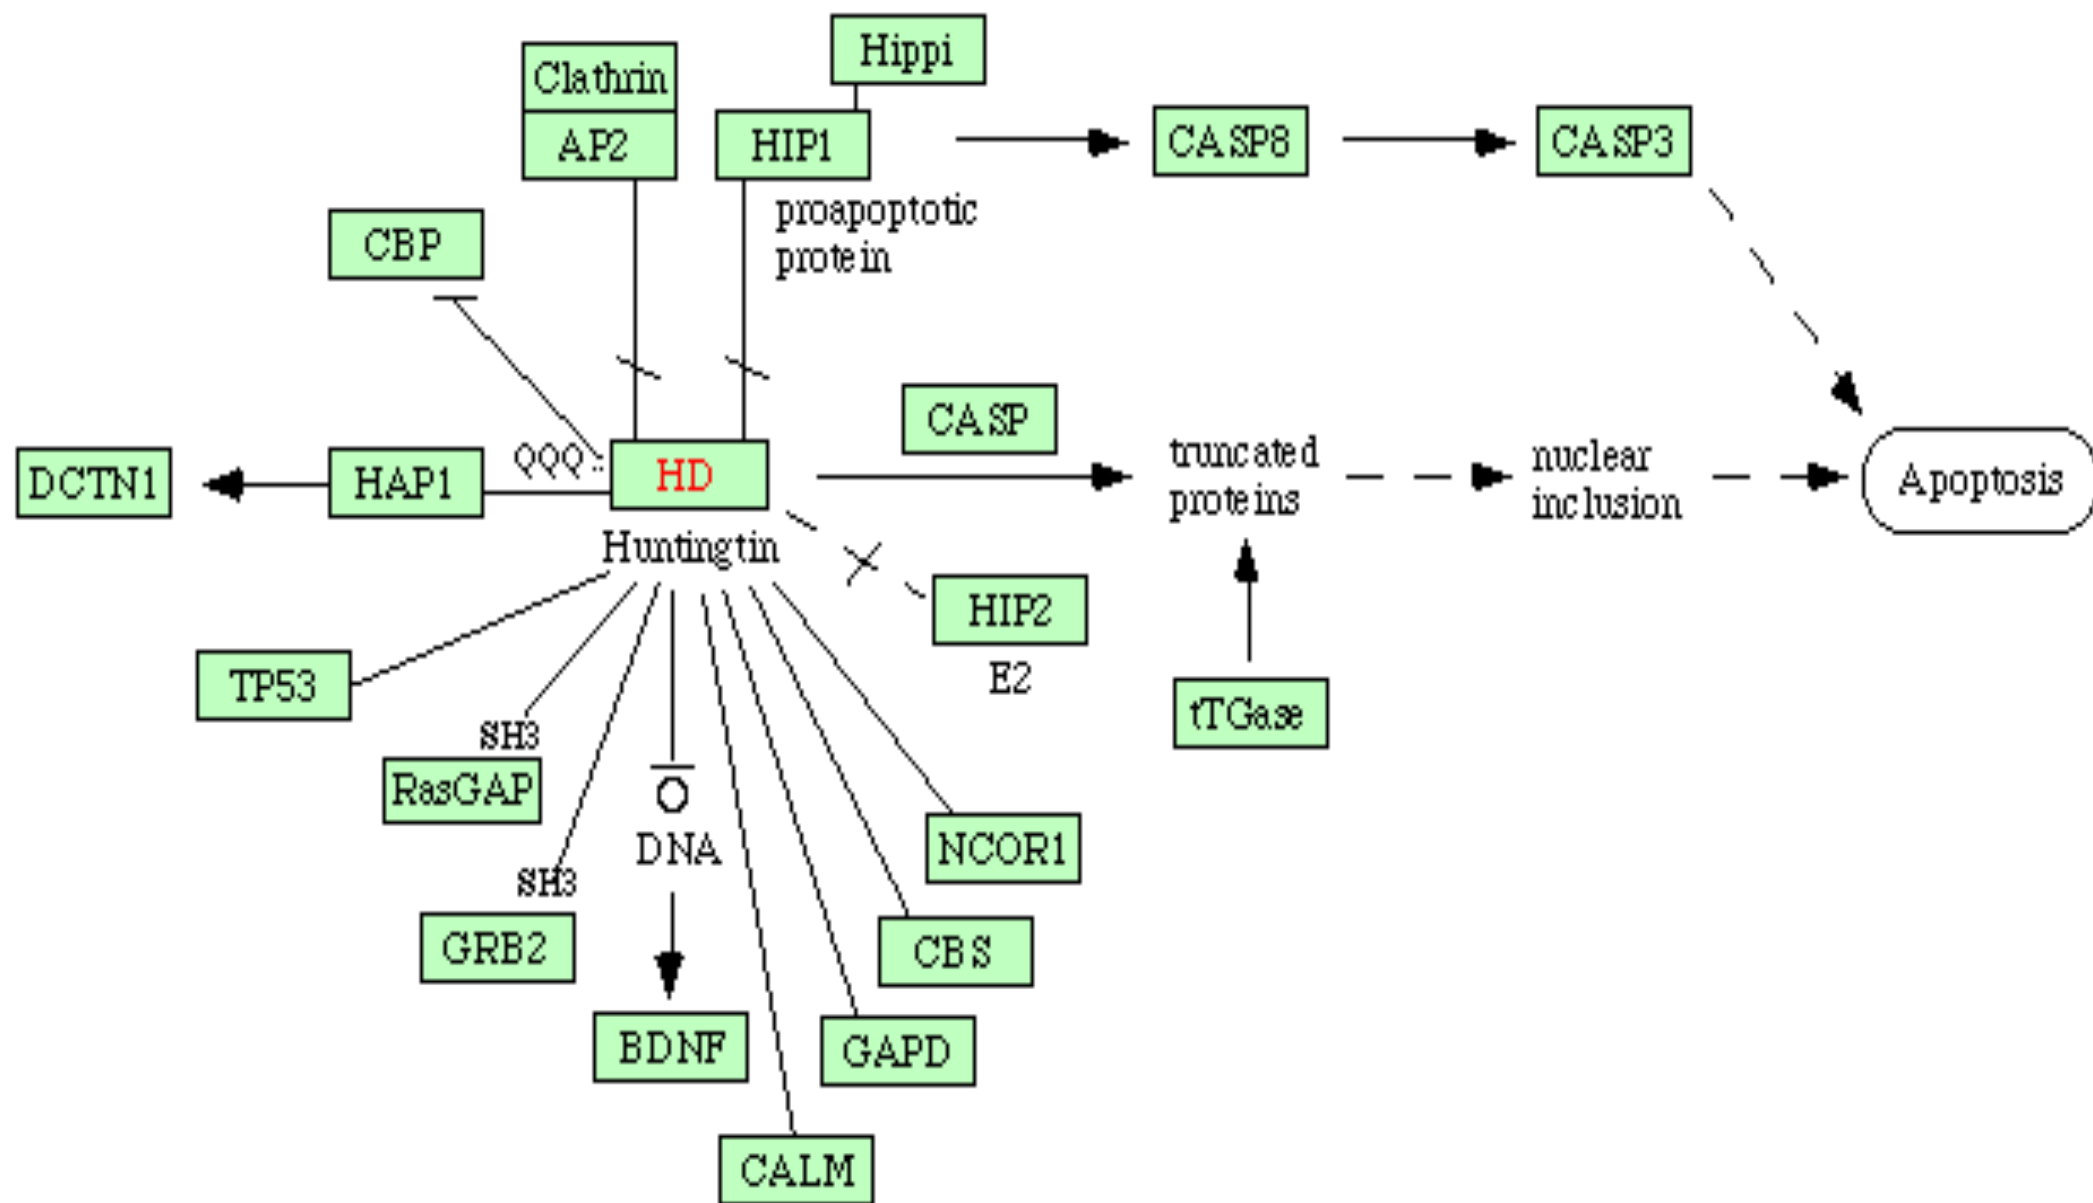 Hippi
Clathrin
AP2
HIP1
CASP8
CASP3
proapoptotic
protein
CBP
CASP
DCTN1
HAP1
QQQ..
HD
truncated
proteins
nuclear
inclusion
Apoptosis
Huntingtin
HIP2
E2
TP53
tTGase
SH3
RasGAP
DNA
NCOR1
SH3
GRB2
CBS
BDNF
GAPD
CALM